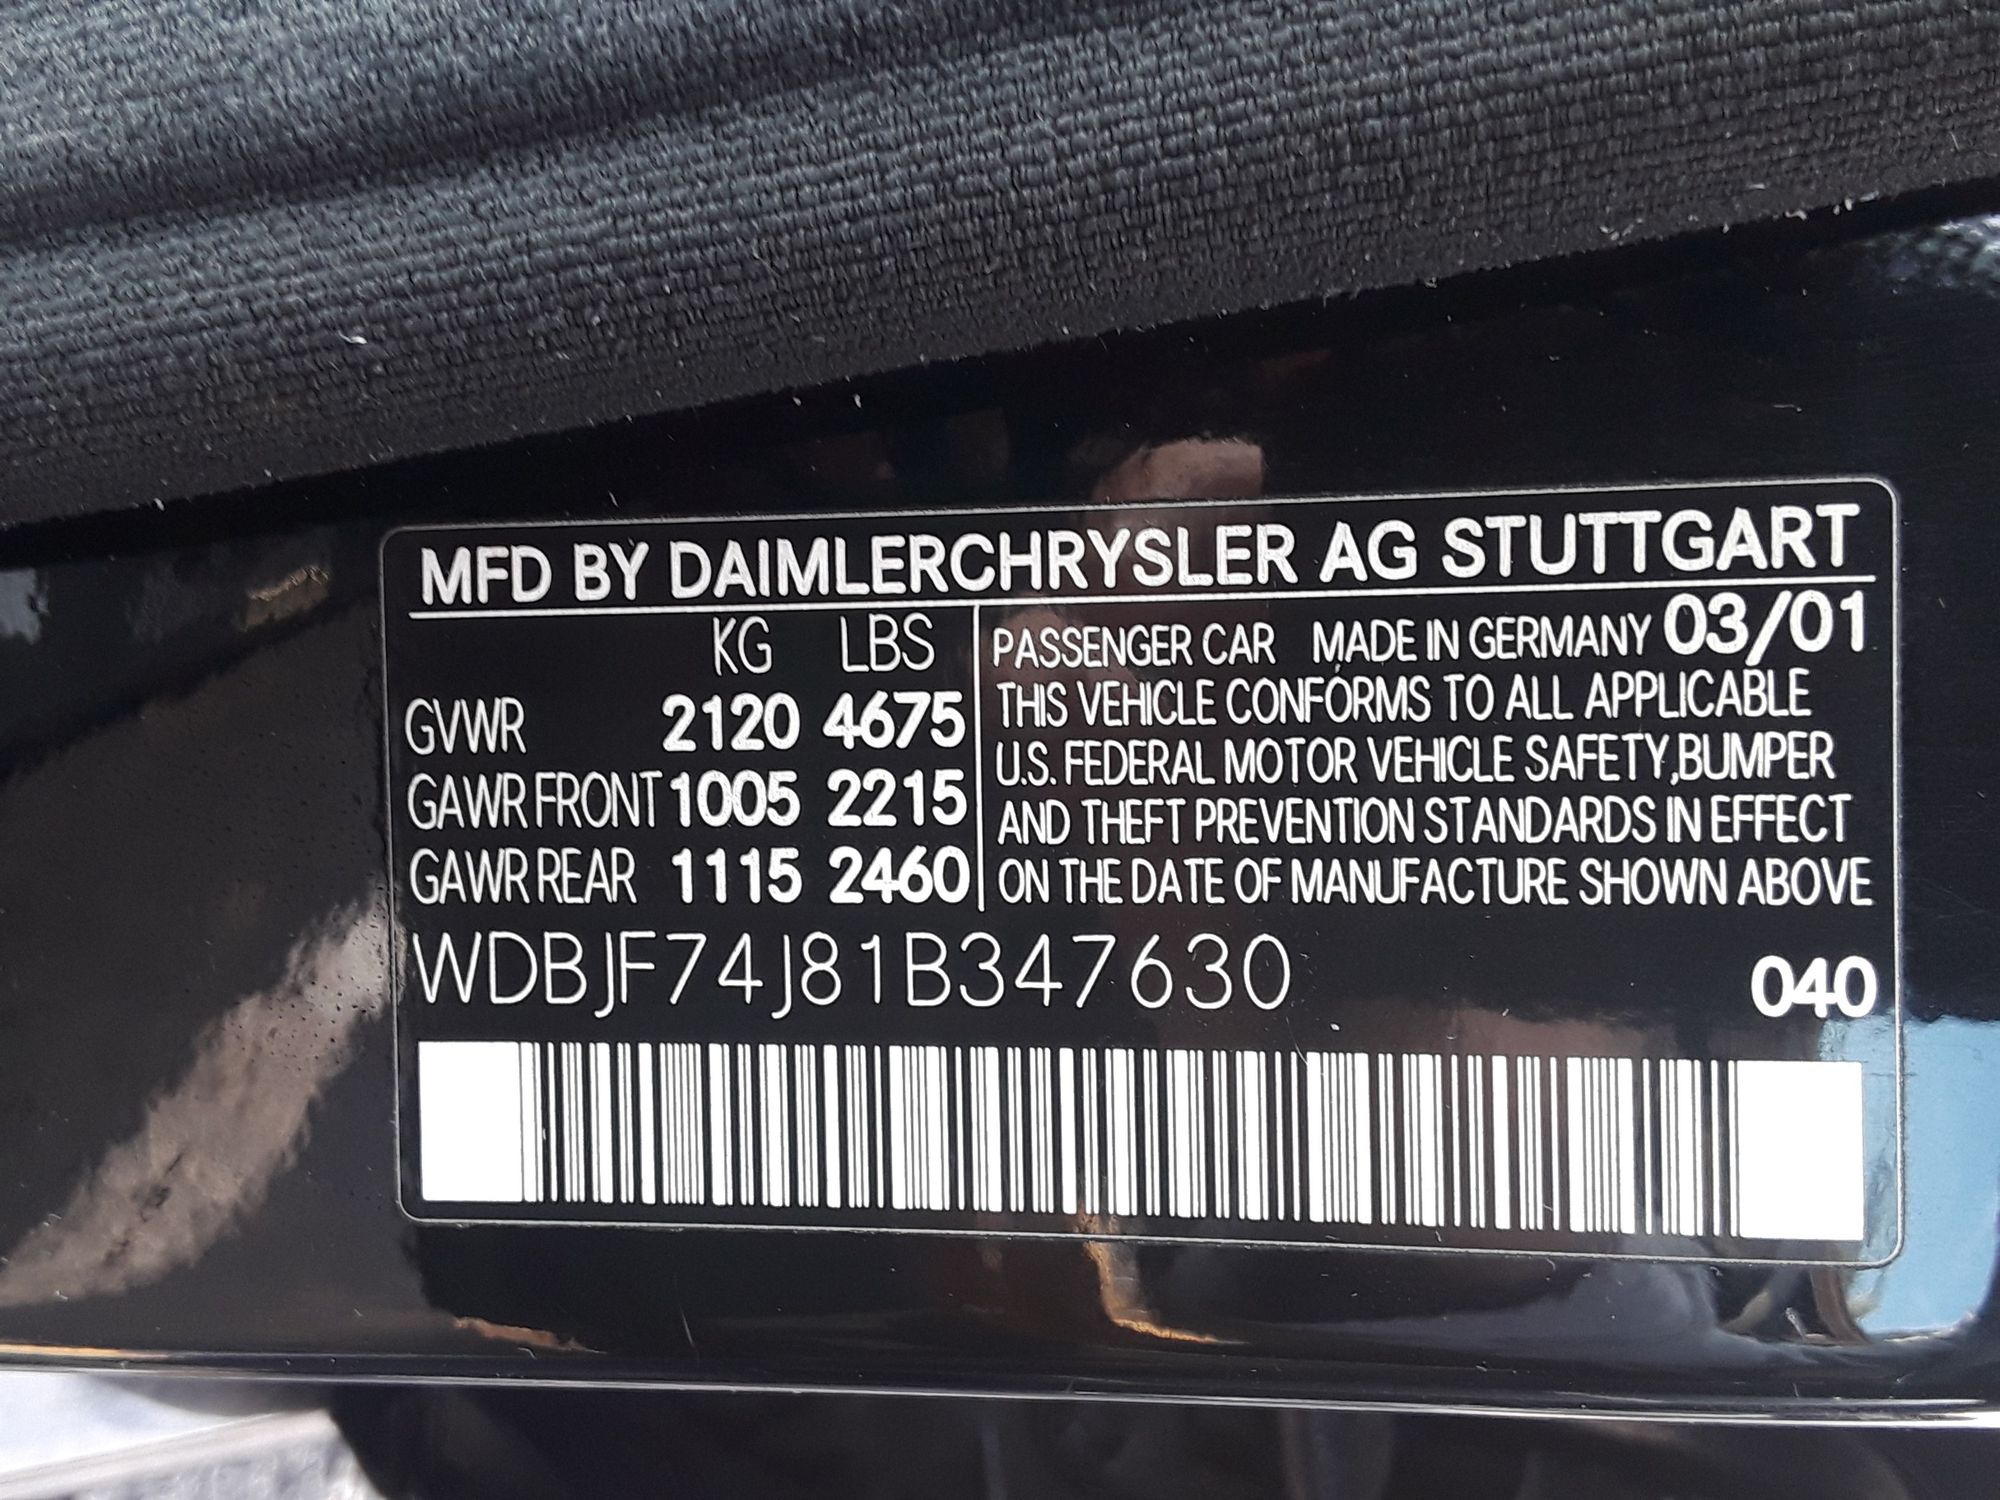 MFD BY DAIMLERCHRYSLER AG STUTTGART
KG LBS
GVWR 2120 4675
GAWR FRONT 1005 2215
GAWR REAR 1115 2460
PASSENGER CAR MADE IN GERMANY 03/01
THIS VEHICLE CONFORMS TO ALL APPLICABLE
U.S. FEDERAL MOTOR VEHICLE SAFETY,BUMPER
AND THEFT PREVENTION STANDARDS IN EFFECT
ON THE DATE OF MANUFACTURE SHOWN ABOVE
WDBJF74J81B347630 040